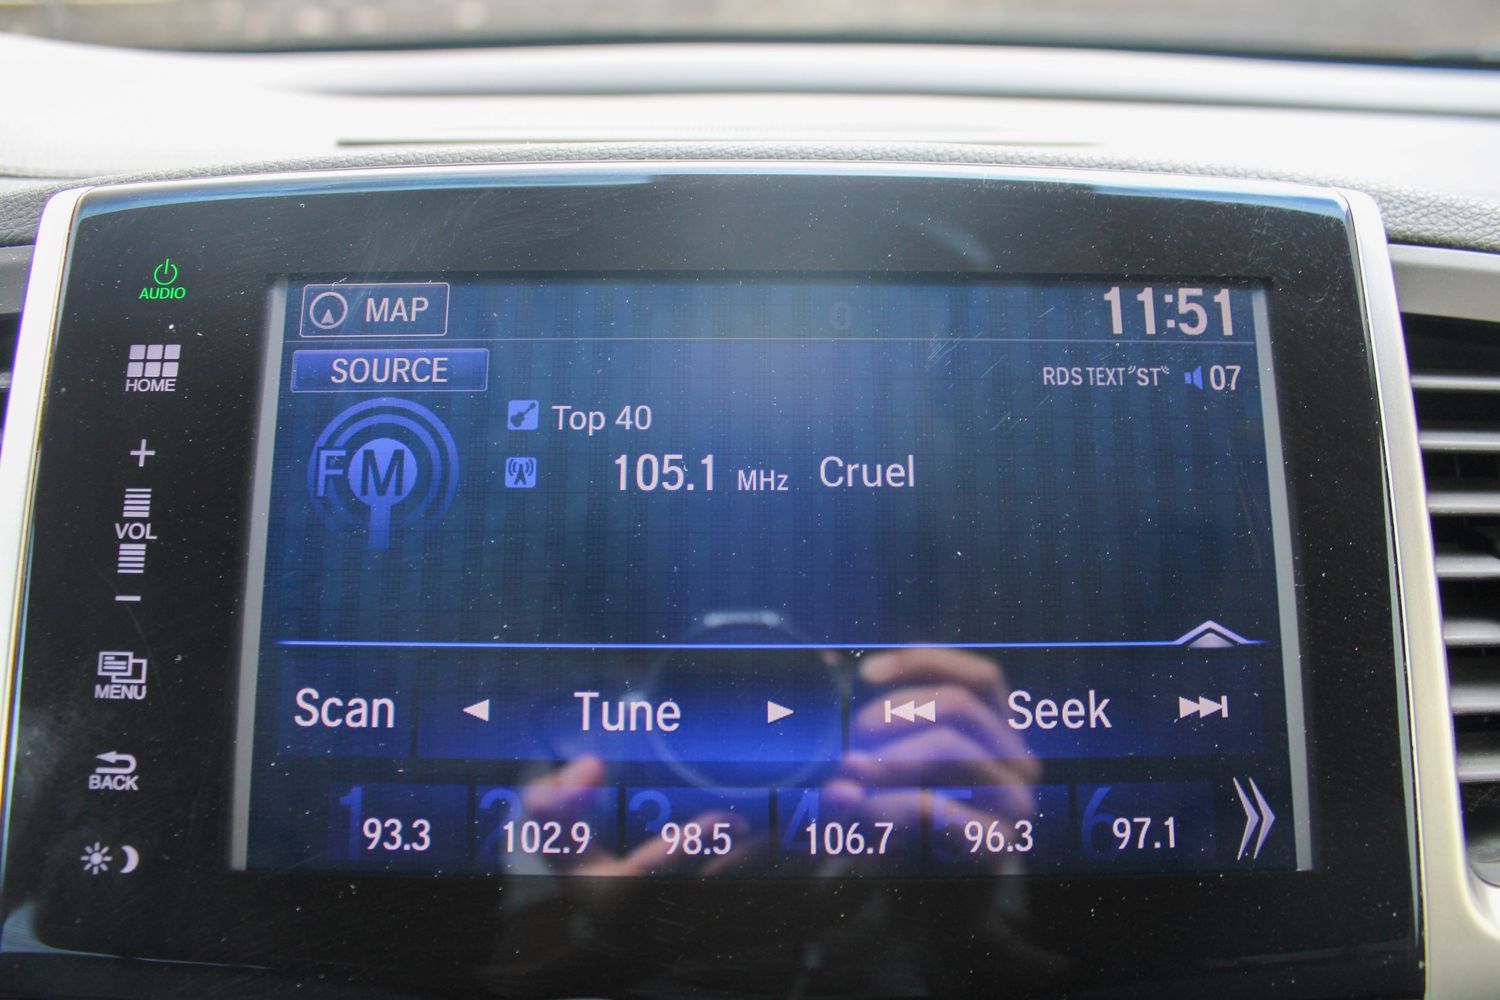 AUDIO
HOME
+
VOL
−
MENU
BACK
MAP
11:51
SOURCE
RDS TEXT "ST" 07
FM
Top 40
105.1 MHz Cruel
Scan Tune Seek
1 93.3 2 102.9 3 98.5 4 106.7 5 96.3 6 97.1